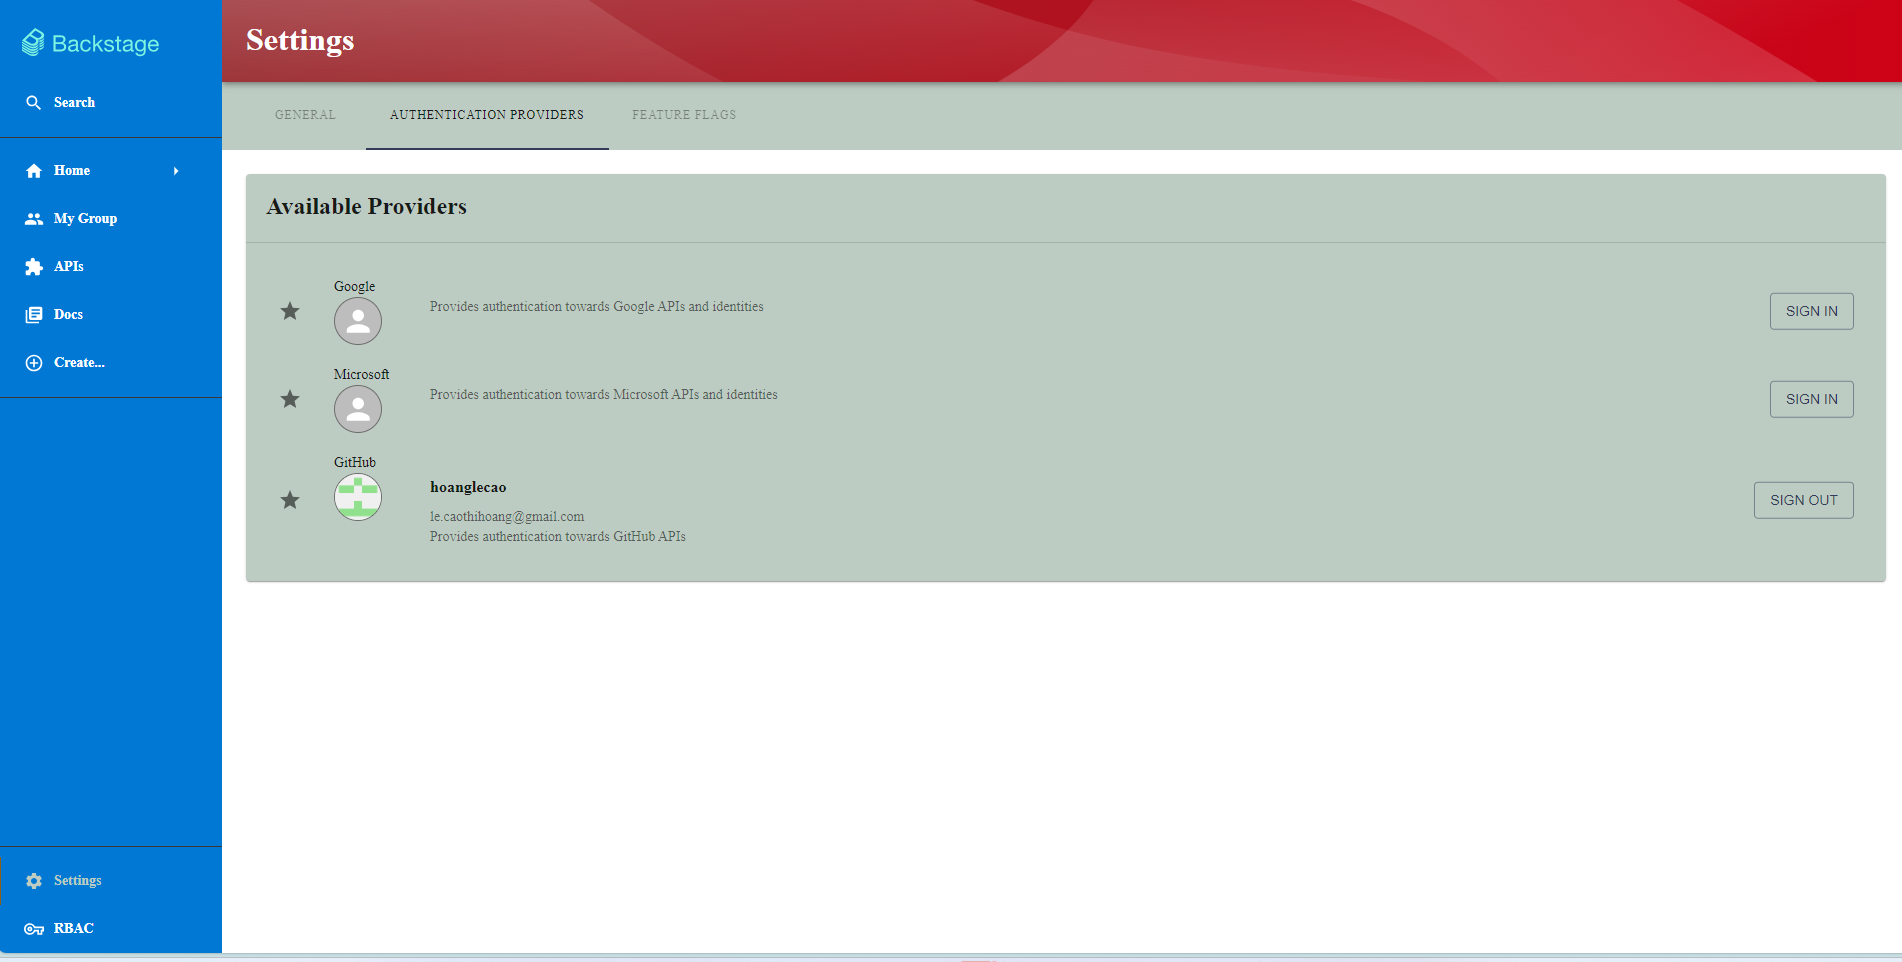 Backstage
Search
Home
My Group
APIs
Docs
Create...
Settings
RBAC
Settings
GENERAL
AUTHENTICATION PROVIDERS
FEATURE FLAGS
Available Providers
Google
Provides authentication towards Google APIs and identities
SIGN IN
Microsoft
Provides authentication towards Microsoft APIs and identities
SIGN IN
GitHub
hoanglecao
le.caothihoang@gmail.com
Provides authentication towards GitHub APIs
SIGN OUT